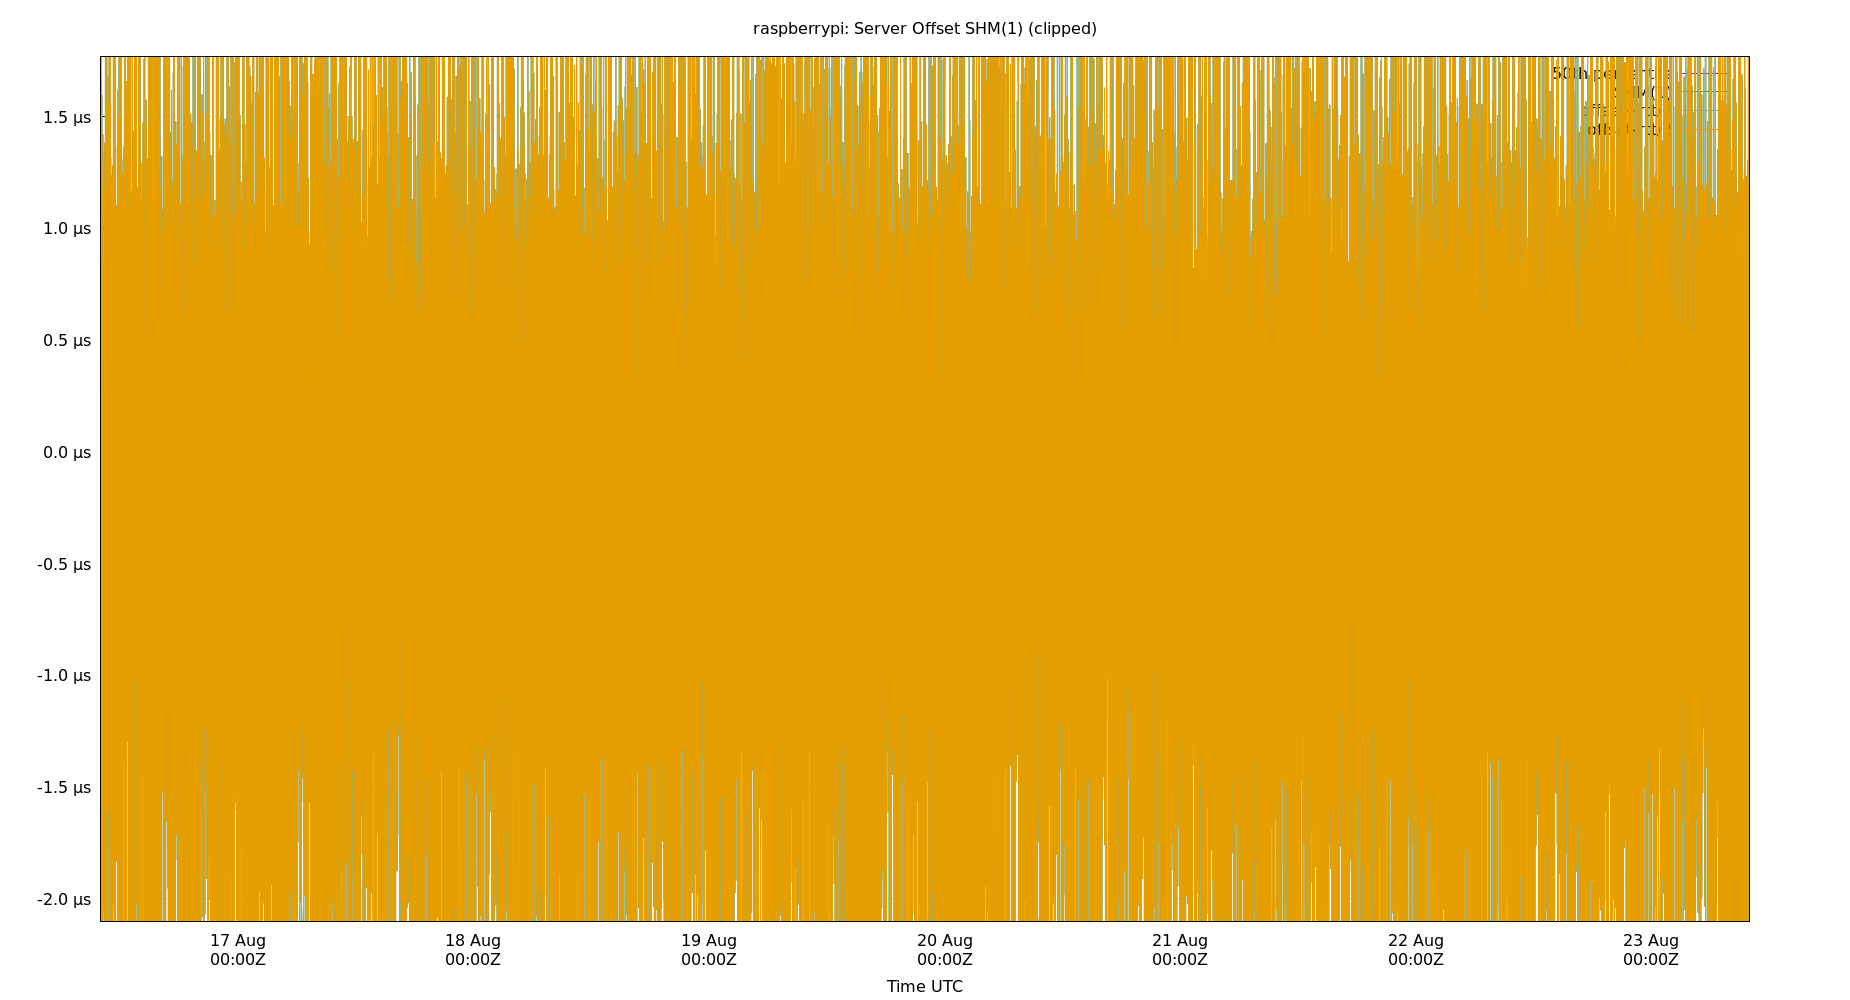 raspberrypi: Server Offset SHM(1) (clipped)
1.5 µs
1.0 µs
0.5 µs
0.0 µs
-0.5 µs
-1.0 µs
-1.5 µs
-2.0 µs
17 Aug 18 Aug 19 Aug 20 Aug 21 Aug 22 Aug 23 Aug
00:00Z 00:00Z 00:00Z 00:00Z 00:00Z 00:00Z 00:00Z
Time UTC